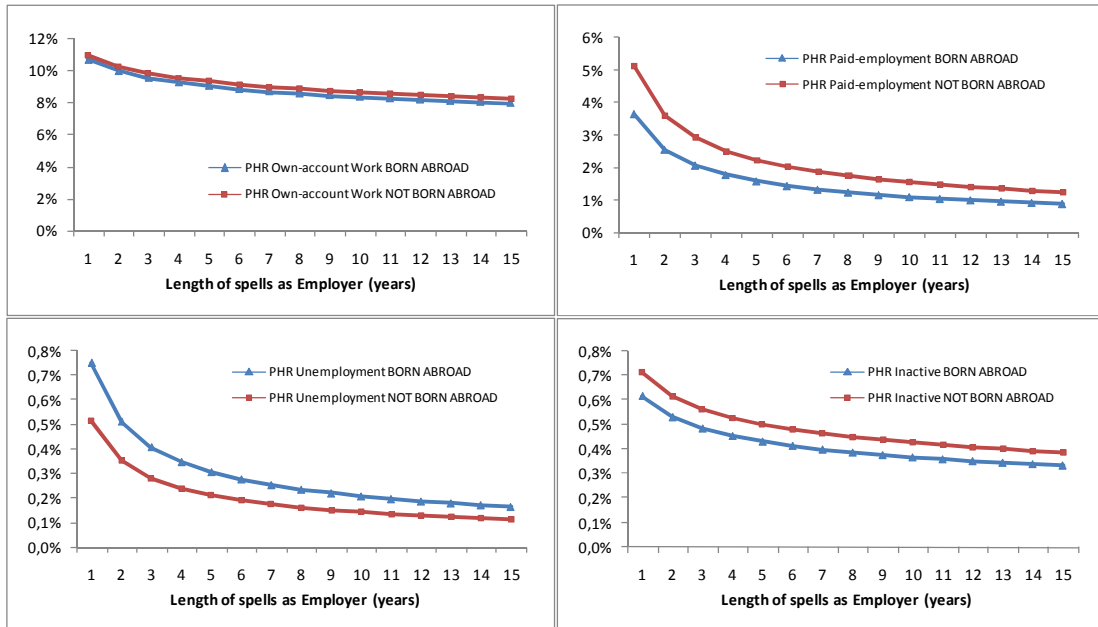 12%
10%
8%
6%
4%
2%
0%
PHR Own-account Work BORN ABROAD
PHR Own-account Work NOT BORN ABROAD
1 2 3 4 5 6 7 8 9 10 11 12 13 14 15
Length of spells as Employer (years)
6%
5%
4%
3%
2%
1%
0%
PHR Paid-employment BORN ABROAD
PHR Paid-employment NOT BORN ABROAD
1 2 3 4 5 6 7 8 9 10 11 12 13 14 15
Length of spells as Employer (years)
0,8%
0,7%
0,6%
0,5%
0,4%
0,3%
0,2%
0,1%
0,0%
PHR Unemployment BORN ABROAD
PHR Unemployment NOT BORN ABROAD
1 2 3 4 5 6 7 8 9 10 11 12 13 14 15
Length of spells as Employer (years)
0,8%
0,7%
0,6%
0,5%
0,4%
0,3%
0,2%
0,1%
0,0%
PHR Inactive BORN ABROAD
PHR Inactive NOT BORN ABROAD
1 2 3 4 5 6 7 8 9 10 11 12 13 14 15
Length of spells as Employer (years)